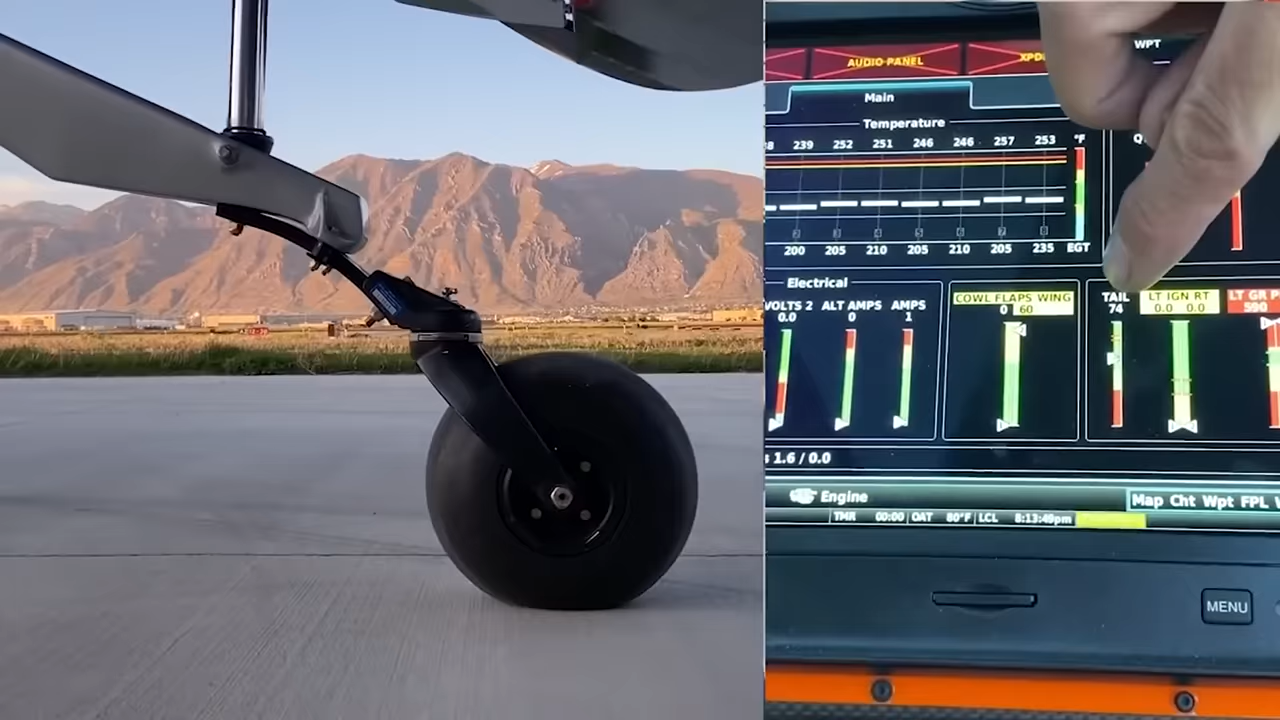 WPT
AUDIO PANEL
Main
Temperature
239 252 251 246 246 257 253 °F
200 205 210 205 210 205 235 EGT
Electrical
VOLTS 2 ALT AMPS AMPS
0.0 0 1
COWL FLAPS WING
0 60
TAIL
74
LT IGN RT
0.0 0.0
LT GR P
590
1.6 / 0.0
Engine
Map Cht Wpt FPL
TMR 00:00 OAT 80°F LCL 8:13:49pm
MENU